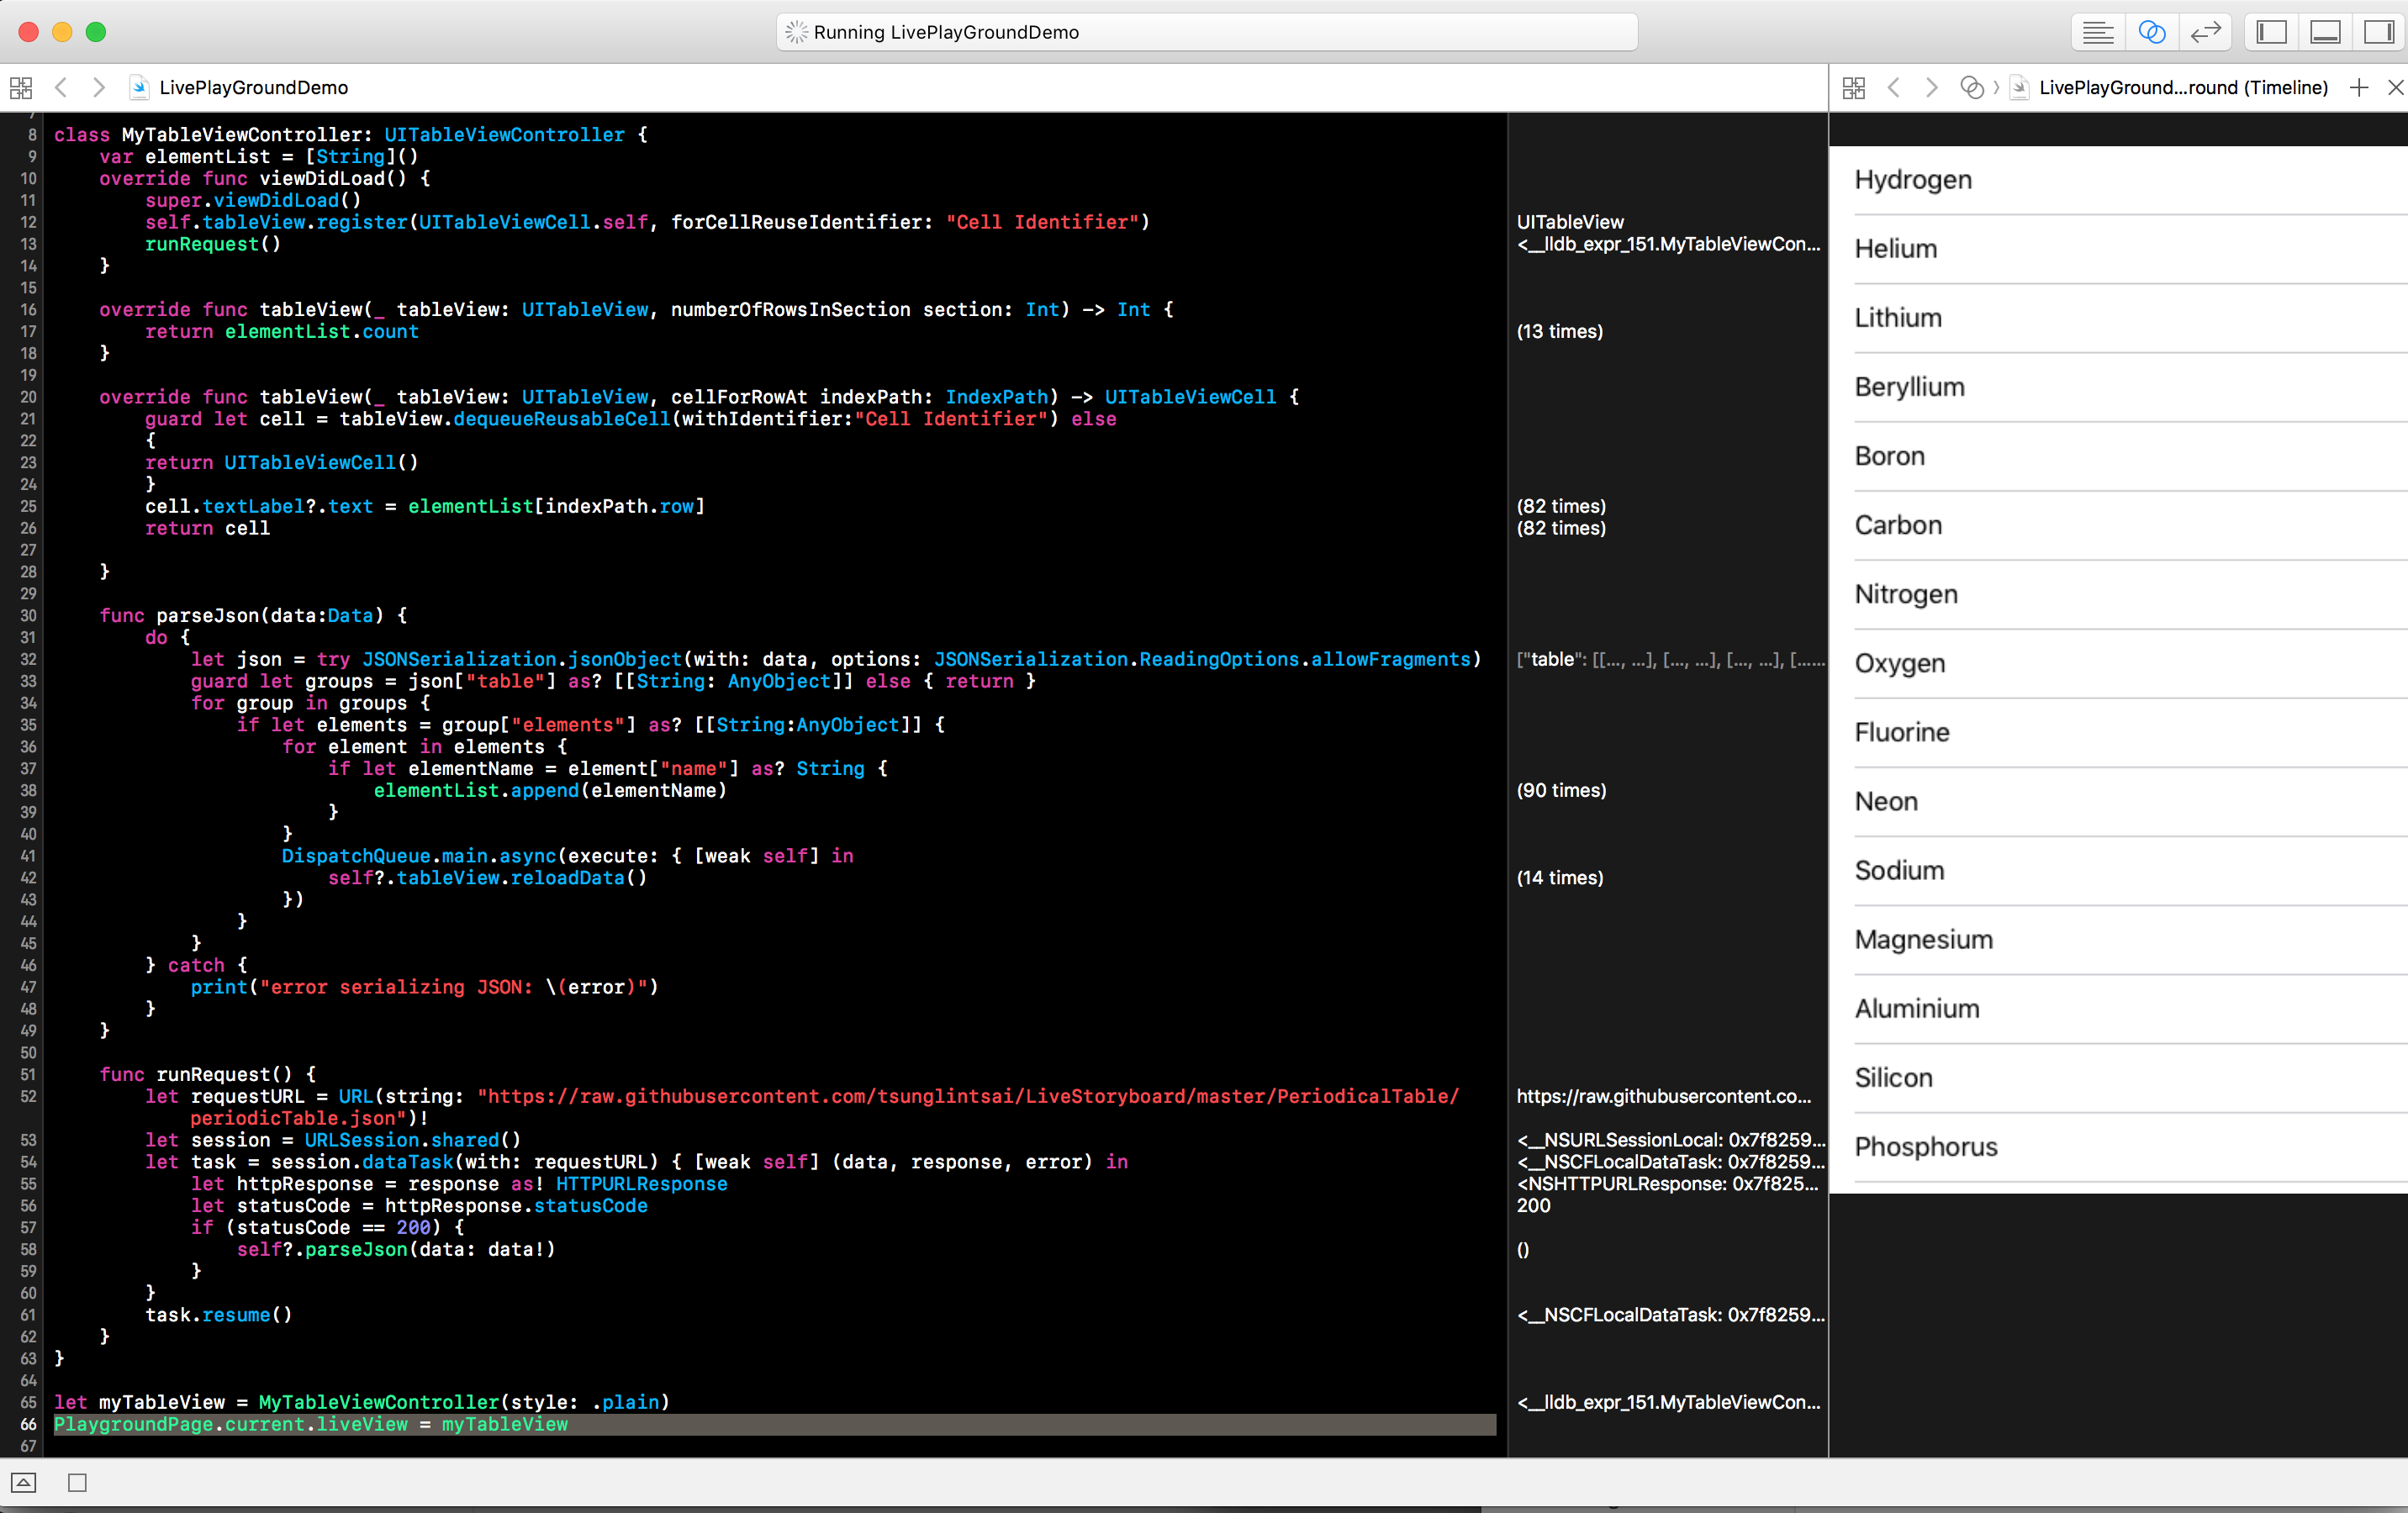 Running LivePlayGroundDemo
LivePlayGroundDemo
LivePlayGround...round (Timeline)
7
8 class MyTableViewController: UITableViewController {
9     var elementList = [String]()
10     override func viewDidLoad() {
11         super.viewDidLoad()
12         self.tableView.register(UITableViewCell.self, forCellReuseIdentifier: "Cell Identifier")
UITableView
13         runRequest()
<__lldb_expr_151.MyTableViewCon...
14     }
15
16     override func tableView(_ tableView: UITableView, numberOfRowsInSection section: Int) -> Int {
17         return elementList.count
(13 times)
18     }
19
20     override func tableView(_ tableView: UITableView, cellForRowAt indexPath: IndexPath) -> UITableViewCell {
21         guard let cell = tableView.dequeueReusableCell(withIdentifier:"Cell Identifier") else
22         {
23         return UITableViewCell()
24         }
25         cell.textLabel?.text = elementList[indexPath.row]
(82 times)
26         return cell
(82 times)
27
28     }
29
30     func parseJson(data:Data) {
31         do {
32             let json = try JSONSerialization.jsonObject(with: data, options: JSONSerialization.ReadingOptions.allowFragments)
["table": [[..., ...], [..., ...], [..., ...], [......
33             guard let groups = json["table"] as? [[String: AnyObject]] else { return }
34             for group in groups {
35                 if let elements = group["elements"] as? [[String:AnyObject]] {
36                     for element in elements {
37                         if let elementName = element["name"] as? String {
38                             elementList.append(elementName)
(90 times)
39                         }
40                     }
41                     DispatchQueue.main.async(execute: { [weak self] in
42                         self?.tableView.reloadData()
(14 times)
43                     })
44                 }
45             }
46         } catch {
47             print("error serializing JSON: \(error)")
48         }
49     }
50
51     func runRequest() {
52         let requestURL = URL(string: "https://raw.githubusercontent.com/tsunglintsai/LiveStoryboard/master/PeriodicalTable/
https://raw.githubusercontent.co...
periodicTable.json")!
53         let session = URLSession.shared()
<__NSURLSessionLocal: 0x7f8259...
54         let task = session.dataTask(with: requestURL) { [weak self] (data, response, error) in
<__NSCFLocalDataTask: 0x7f8259...
55             let httpResponse = response as! HTTPURLResponse
<NSHTTPURLResponse: 0x7f825...
56             let statusCode = httpResponse.statusCode
200
57             if (statusCode == 200) {
58                 self?.parseJson(data: data!)
()
59             }
60         }
61         task.resume()
<__NSCFLocalDataTask: 0x7f8259...
62     }
63 }
64
65 let myTableView = MyTableViewController(style: .plain)
<__lldb_expr_151.MyTableViewCon...
66 PlaygroundPage.current.liveView = myTableView
67
Hydrogen
Helium
Lithium
Beryllium
Boron
Carbon
Nitrogen
Oxygen
Fluorine
Neon
Sodium
Magnesium
Aluminium
Silicon
Phosphorus